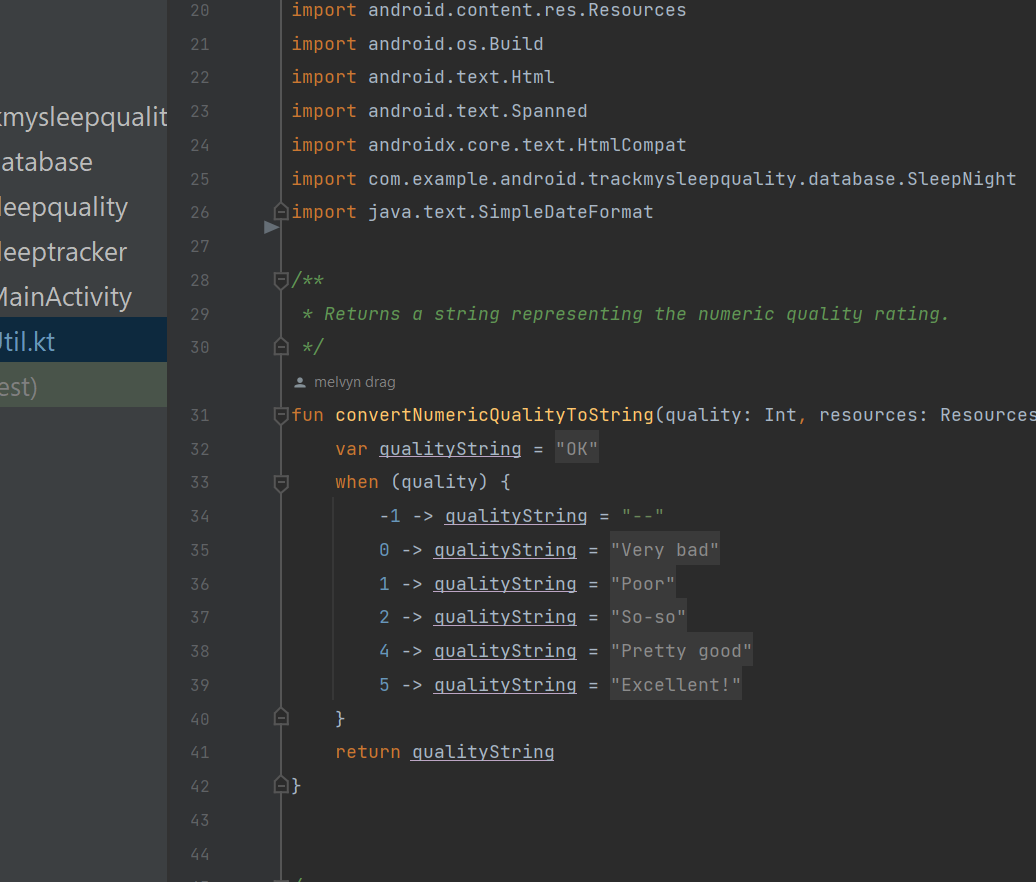 mysleepqualit
atabase
leepquality
leeptracker
MainActivity
Util.kt
est)
20 import android.content.res.Resources
21 import android.os.Build
22 import android.text.Html
23 import android.text.Spanned
24 import androidx.core.text.HtmlCompat
25 import com.example.android.trackmysleepquality.database.SleepNight
26 import java.text.SimpleDateFormat
27
28 /**
29  * Returns a string representing the numeric quality rating.
30  */
melvyn drag
31 fun convertNumericQualityToString(quality: Int, resources: Resources
32     var qualityString = "OK"
33     when (quality) {
34         -1 -> qualityString = "--"
35         0 -> qualityString = "Very bad"
36         1 -> qualityString = "Poor"
37         2 -> qualityString = "So-so"
38         4 -> qualityString = "Pretty good"
39         5 -> qualityString = "Excellent!"
40     }
41     return qualityString
42 }
43
44